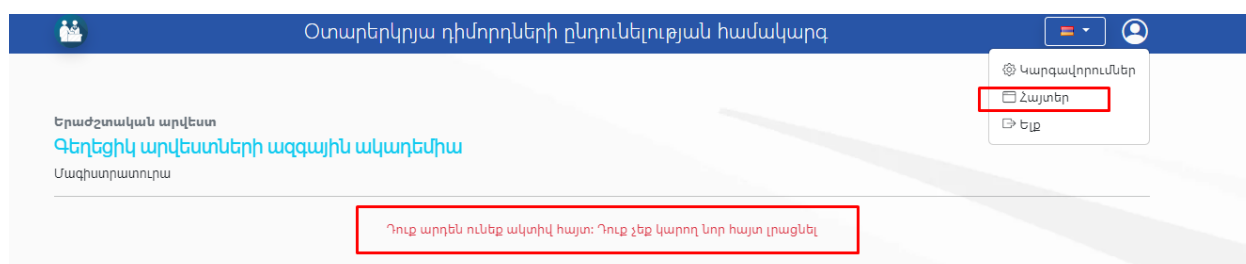 Օտարերկրյա դիմորդների ընդունելության համակարգ
Կարգավորումներ
Հայտեր
Ելք
Երաժշտական արվեստ
Գեղեցիկ արվեստների ազգային ակադեմիա
Մագիստրատուրա
Դուք արդեն ունեք ակտիվ հայտ: Դուք չեք կարող նոր հայտ լրացնել